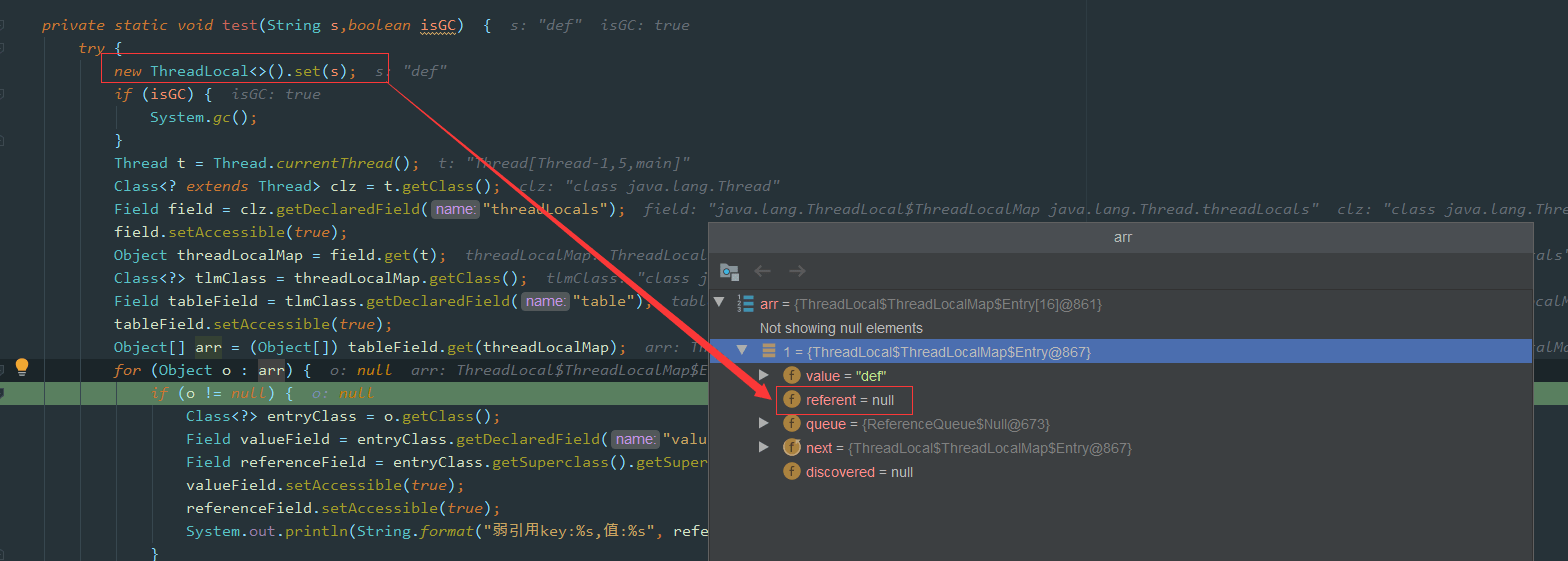 private static void test(String s,boolean isGC)  {  s: "def"  isGC: true
try {
new ThreadLocal<>().set(s);  s: "def"
if (isGC) {  isGC: true
System.gc();
}
Thread t = Thread.currentThread();  t: "Thread[Thread-1,5,main]"
Class<? extends Thread> clz = t.getClass();  clz: "class java.lang.Thread"
Field field = clz.getDeclaredField( name: "threadLocals");  field: "java.lang.ThreadLocal$ThreadLocalMap java.lang.Thread.threadLocals"  clz: "class java.lang.Thre
field.setAccessible(true);
Object threadLocalMap = field.get(t);  threadLocalMap: ThreadLocal
Class<?> tlmClass = threadLocalMap.getClass();  tlmClass: "class j
Field tableField = tlmClass.getDeclaredField( name: "table");  tabl
tableField.setAccessible(true);
Object[] arr = (Object[]) tableField.get(threadLocalMap);  arr: Th
for (Object o : arr) {  o: null  arr: ThreadLocal$ThreadLocalMap$E
if (o != null) {  o: null
Class<?> entryClass = o.getClass();
Field valueField = entryClass.getDeclaredField( name: "valu
Field referenceField = entryClass.getSuperclass().getSuper
valueField.setAccessible(true);
referenceField.setAccessible(true);
System.out.println(String.format("弱引用key:%s,值:%s", refe
}
arr
arr = {ThreadLocal$ThreadLocalMap$Entry[16]@861}
Not showing null elements
1 = {ThreadLocal$ThreadLocalMap$Entry@867}
value = "def"
referent = null
queue = {ReferenceQueue$Null@673}
next = {ThreadLocal$ThreadLocalMap$Entry@867}
discovered = null